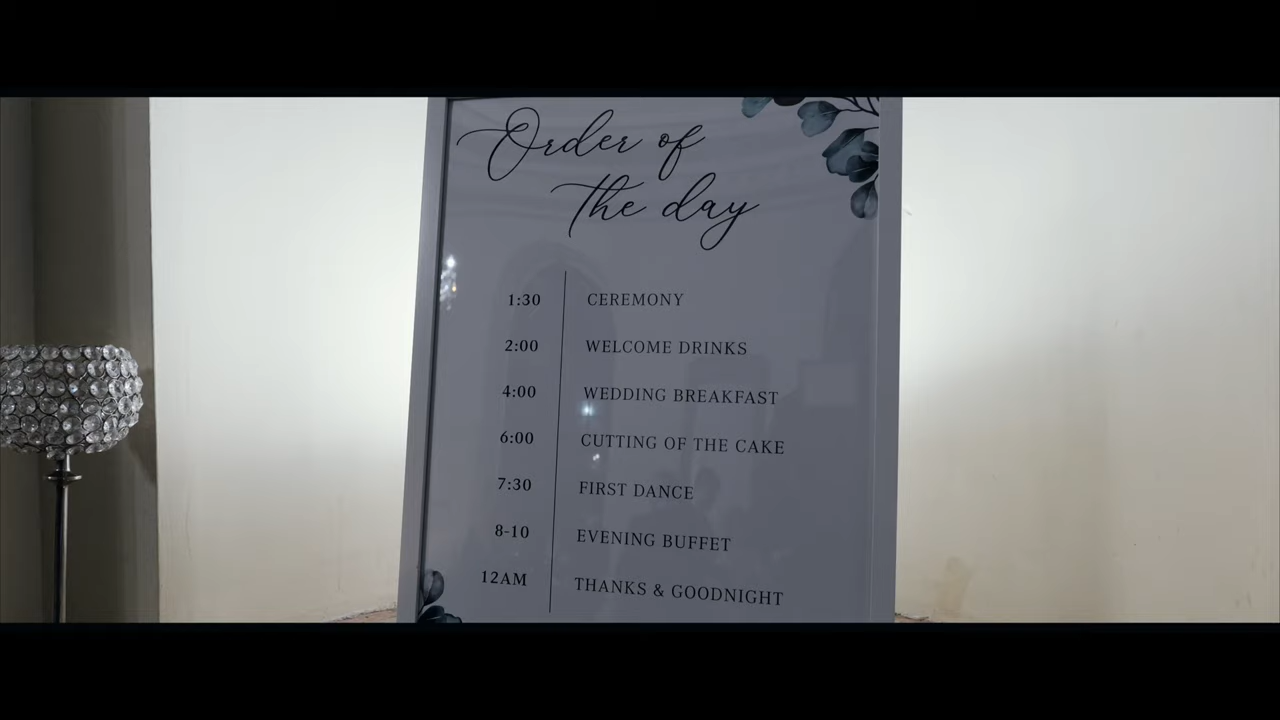 Order of
the day
1:30 CEREMONY
2:00 WELCOME DRINKS
4:00 WEDDING BREAKFAST
6:00 CUTTING OF THE CAKE
7:30 FIRST DANCE
8-10 EVENING BUFFET
12AM THANKS & GOODNIGHT